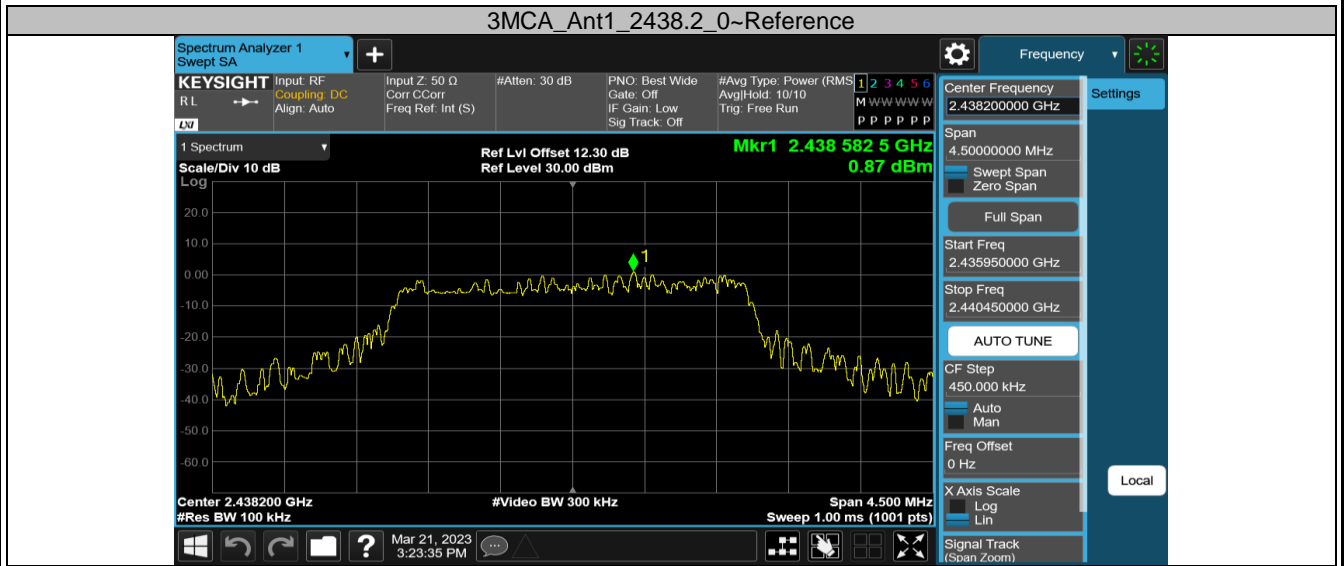 3MCA_Ant1_2438.2_0~Reference
Spectrum Analyzer 1
Swept SA
+
Frequency
KEYSIGHT
R L
LXI
Input: RF
Coupling: DC
Align: Auto
Input Z: 50 Ω
Corr CCorr
Freq Ref: Int (S)
#Atten: 30 dB
PNO: Best Wide
Gate: Off
IF Gain: Low
Sig Track: Off
#Avg Type: Power (RMS
Avg|Hold: 10/10
Trig: Free Run
1 2 3 4 5 6
M W W W W W
P P P P P P
1 Spectrum
Scale/Div 10 dB
Log
Ref Lvl Offset 12.30 dB
Ref Level 30.00 dBm
Mkr1 2.438 582 5 GHz
0.87 dBm
20.0
10.0
0.00
-10.0
-20.0
-30.0
-40.0
-50.0
-60.0
1
Center 2.438200 GHz
#Res BW 100 kHz
#Video BW 300 kHz
Span 4.500 MHz
Sweep 1.00 ms (1001 pts)
?
Mar 21, 2023
3:23:35 PM
Center Frequency
2.438200000 GHz
Span
4.50000000 MHz
Swept Span
Zero Span
Full Span
Start Freq
2.435950000 GHz
Stop Freq
2.440450000 GHz
AUTO TUNE
CF Step
450.000 kHz
Auto
Man
Freq Offset
0 Hz
X Axis Scale
Log
Lin
Signal Track
(Span Zoom)
Settings
Local